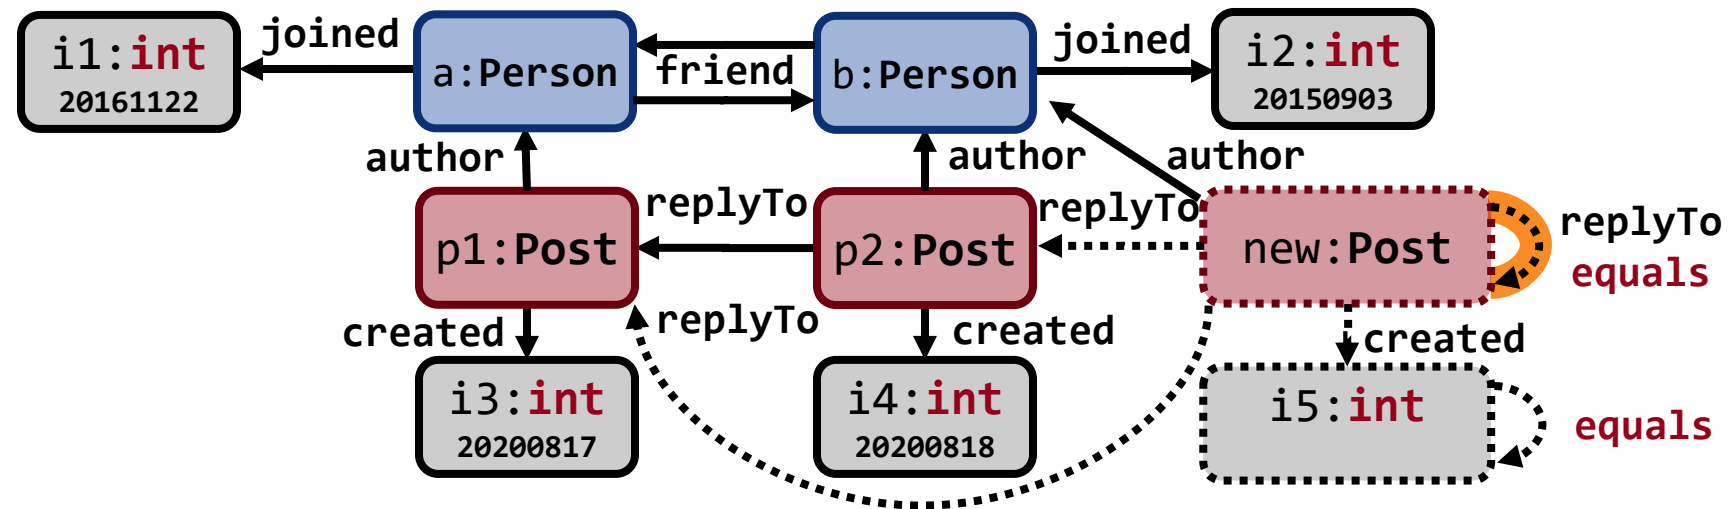 i1:int
20161122
joined
a:Person
friend
b:Person
joined
i2:int
20150903
author
author
author
p1:Post
replyTo
p2:Post
replyTo
new:Post
replyTo
equals
created
replyTo
created
created
i3:int
20200817
i4:int
20200818
i5:int
equals